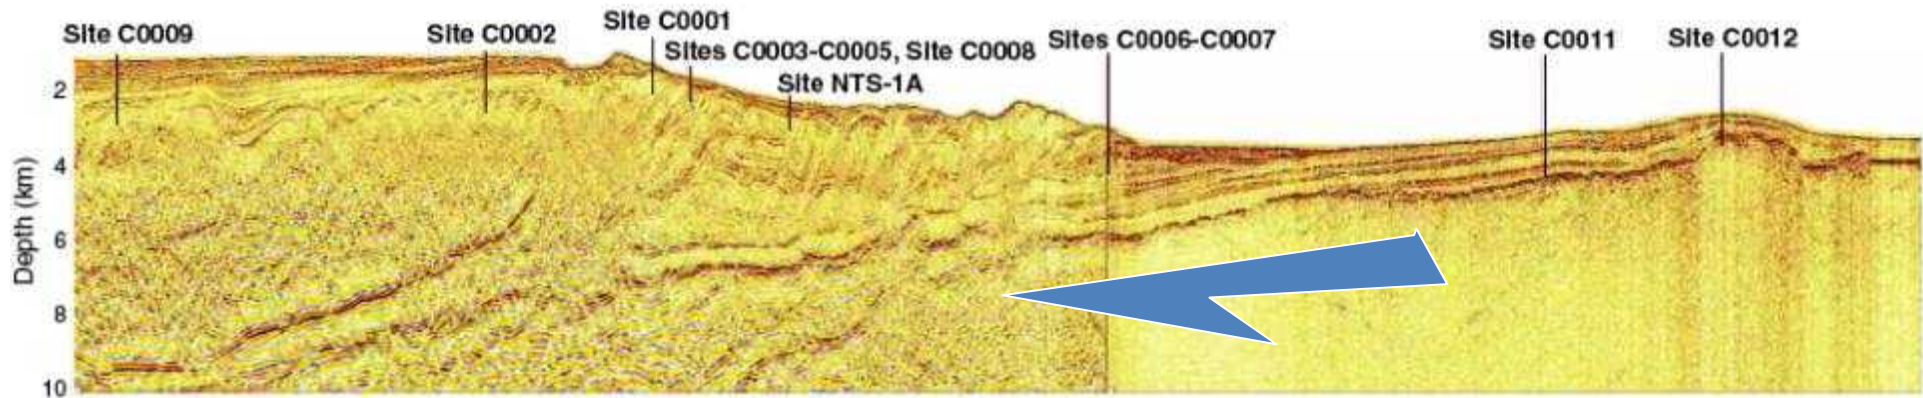 Site C0009
Site C0002
Site C0001
Sites C0003-C0005, Site C0008
Site NTS-1A
Sites C0006-C0007
Site C0011
Site C0012
Depth (km)
2
4
6
8
10